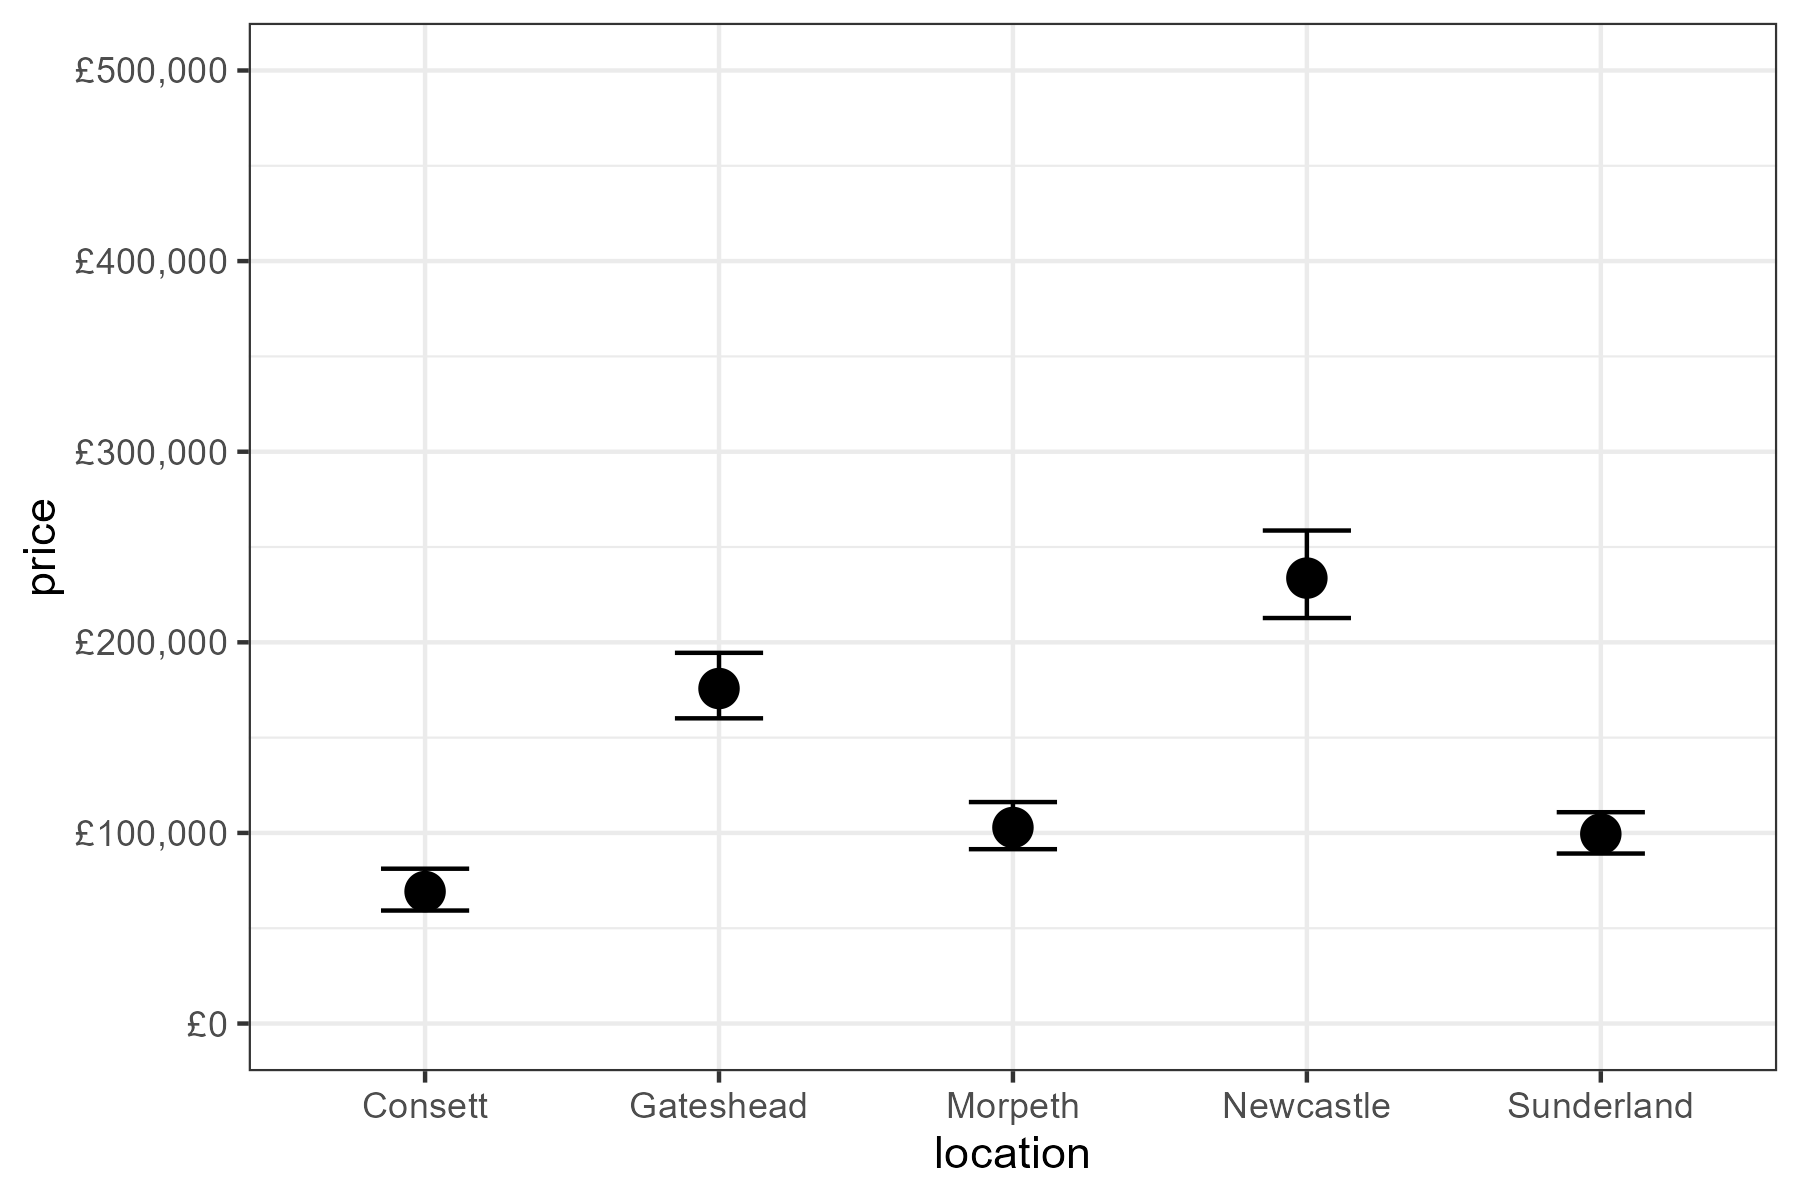 £500,000
£400,000
£300,000
£200,000
£100,000
£0
price
Consett Gateshead Morpeth Newcastle Sunderland
location